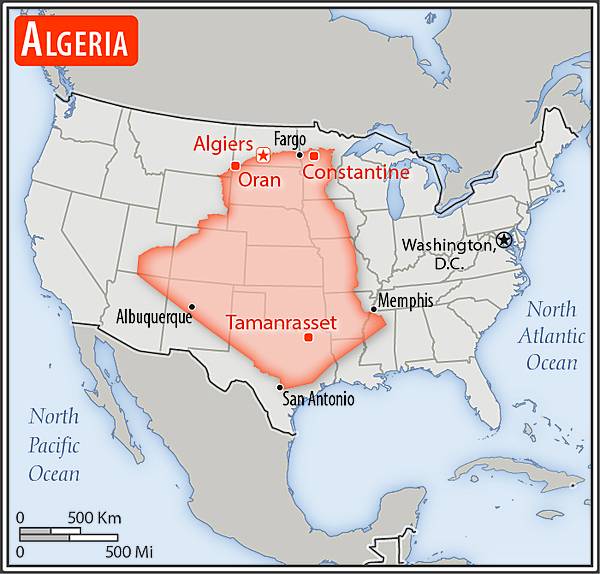 ALGERIA
Algiers
Fargo
Oran
Constantine
Washington,
D.C.
Memphis
Albuquerque
Tamanrasset
San Antonio
North
Atlantic
Ocean
North
Pacific
Ocean
0 500 Km
0 500 Mi